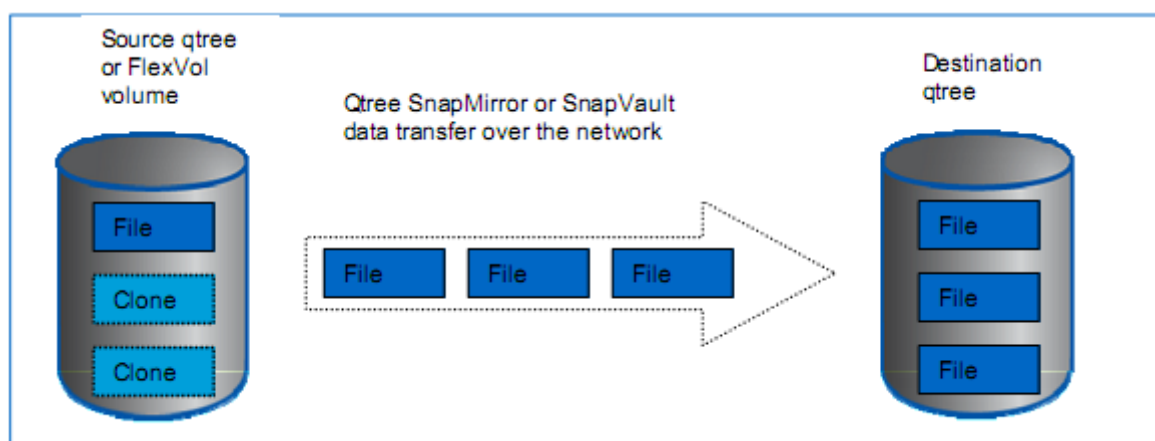 Source qtree
or FlexVol
volume
Qtree SnapMirror or SnapVault
data transfer over the network
Destination
qtree
File
Clone
Clone
File File File
File
File
File